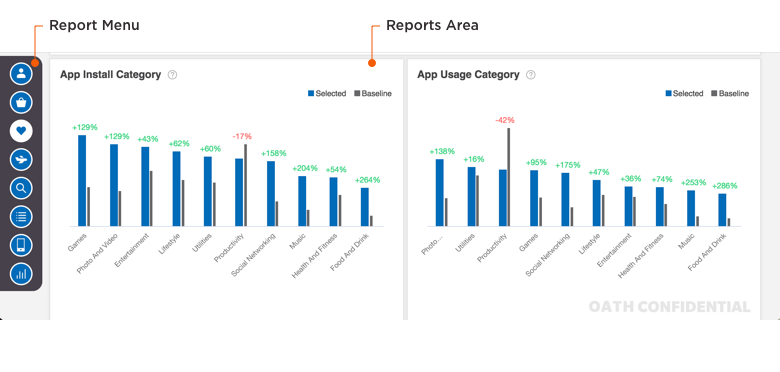 Report Menu
Reports Area
App Install Category ?
Selected Baseline
+129%
+129%
+43%
+62%
+60%
-17%
+158%
+204%
+54%
+264%
Games
Photo And Video
Entertainment
Lifestyle
Utilities
Productivity
Social Networking
Music
Health And Fitness
Food And Drink
App Usage Category ?
Selected Baseline
+138%
+16%
-42%
+95%
+175%
+47%
+36%
+74%
+253%
+286%
Photo...
Utilities
Productivity
Games
Social Networking
Lifestyle
Entertainment
Health And Fitness
Music
Food And Drink
OATH CONFIDENTIAL